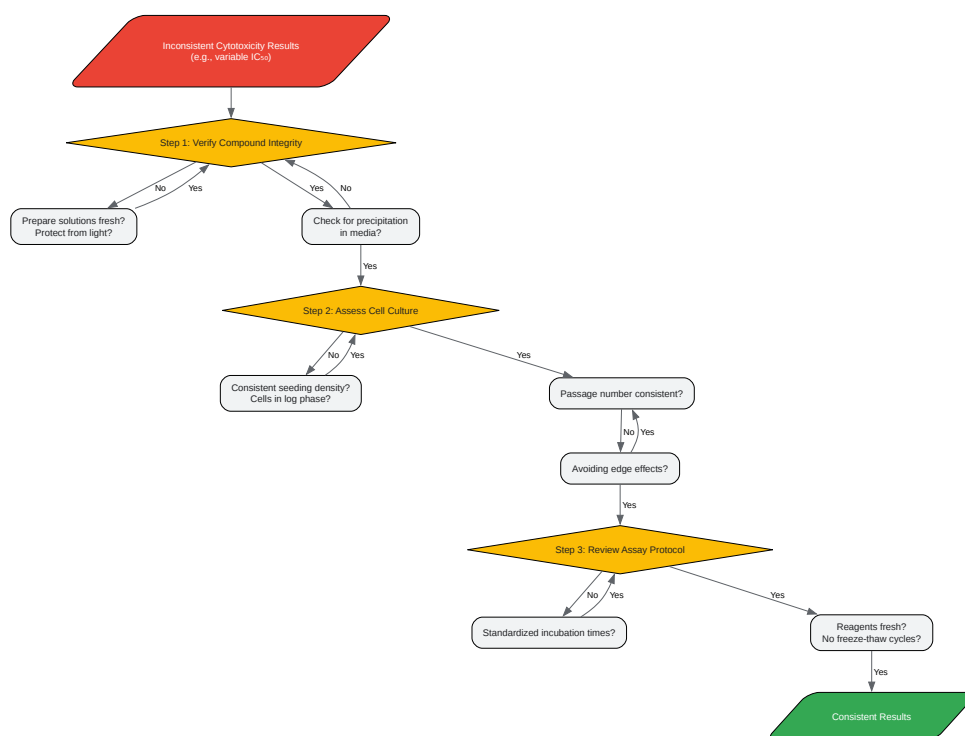 Inconsistent Cytotoxicity Results
(e.g., variable IC₅₀)
Step 1: Verify Compound Integrity
No
Yes
Yes
No
Prepare solutions fresh?
Protect from light?
Check for precipitation
in media?
Yes
Step 2: Assess Cell Culture
No
Yes
Yes
Consistent seeding density?
Cells in log phase?
Passage number consistent?
No
Yes
Avoiding edge effects?
Yes
Step 3: Review Assay Protocol
No
Yes
Yes
Standardized incubation times?
Reagents fresh?
No freeze-thaw cycles?
Yes
Consistent Results